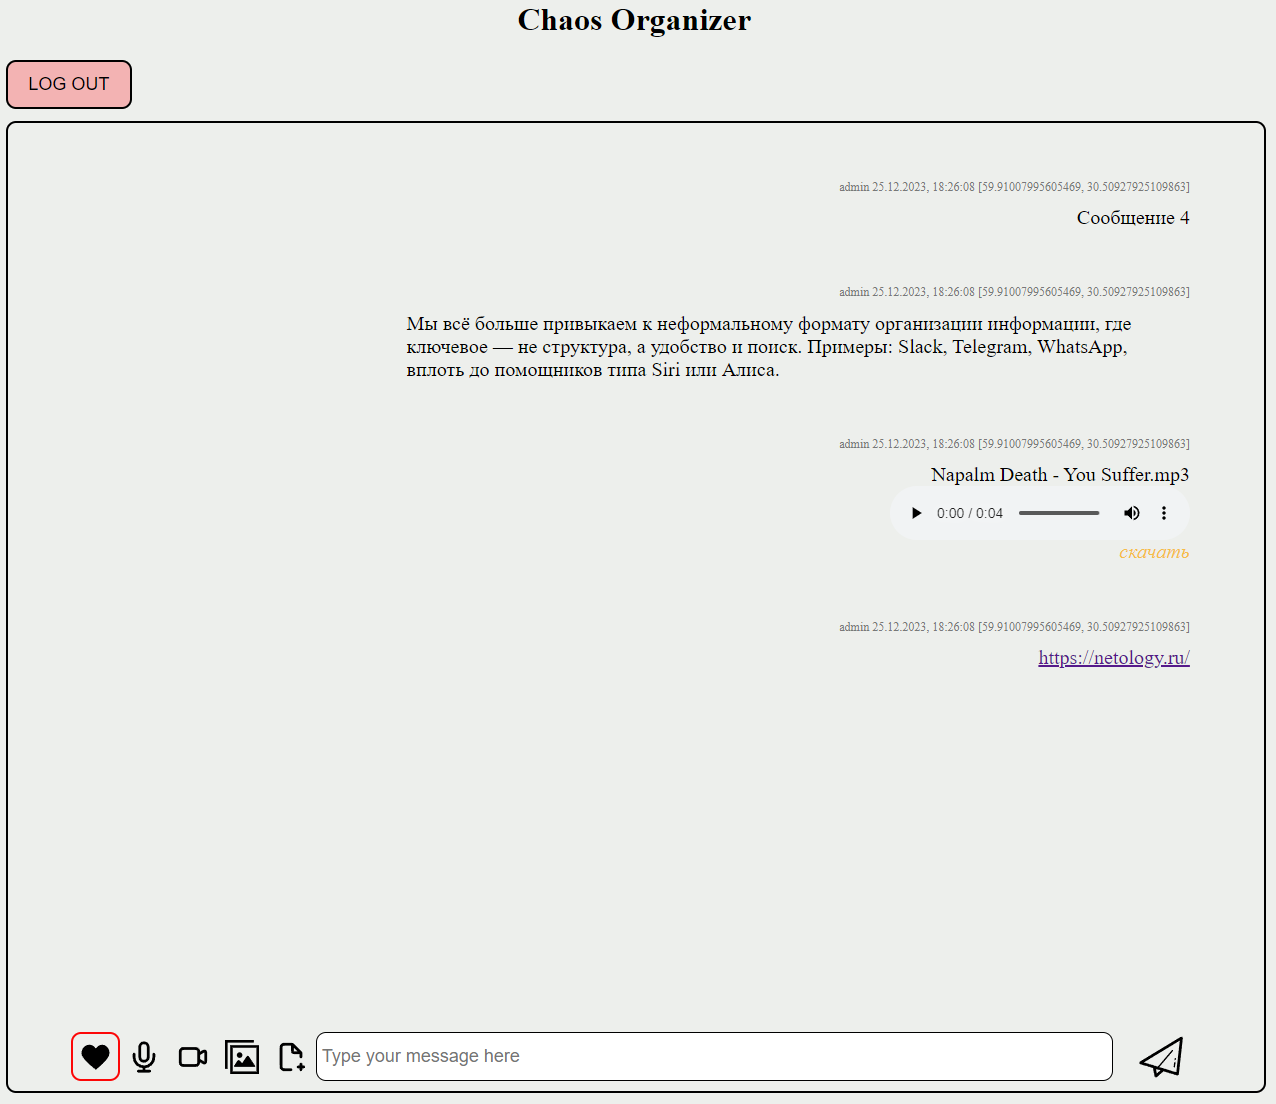 Chaos Organizer
LOG OUT
admin 25.12.2023, 18:26:08 [59.91007995605469, 30.50927925109863]
Сообщение 4
admin 25.12.2023, 18:26:08 [59.91007995605469, 30.50927925109863]
Мы всё больше привыкаем к неформальному формату организации информации, где
ключевое — не структура, а удобство и поиск. Примеры: Slack, Telegram, WhatsApp,
вплоть до помощников типа Siri или Алиса.
admin 25.12.2023, 18:26:08 [59.91007995605469, 30.50927925109863]
Napalm Death - You Suffer.mp3
0:00 / 0:04
скачать
admin 25.12.2023, 18:26:08 [59.91007995605469, 30.50927925109863]
https://netology.ru/
Type your message here